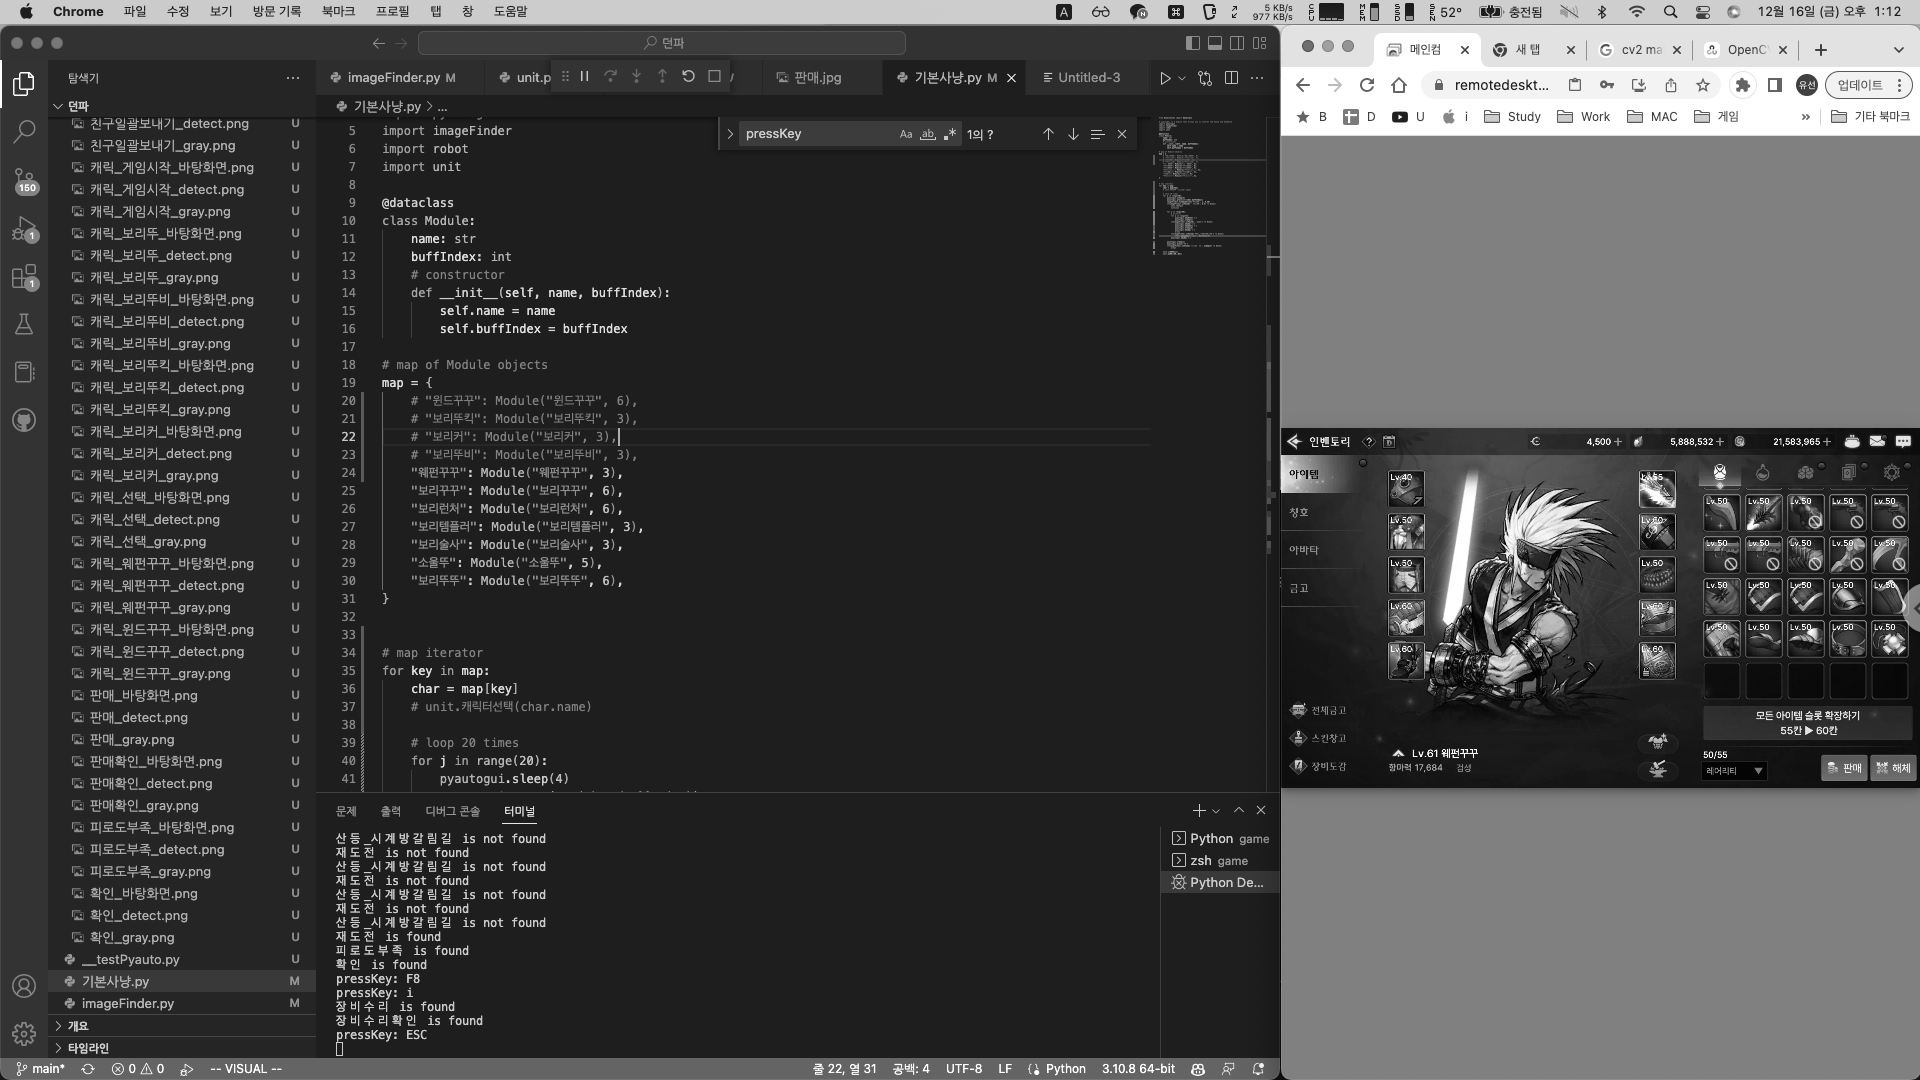 Chrome 파일 수정 보기 방문 기록 북마크 프로필 탭 창 도움말
5 KB/s
977 KB/s
52°
충전됨
12월 16일 (금) 오후 1:12
던파
탐색기
던파
친구일괄보내기_detect.png U
친구일괄보내기_gray.png U
캐릭_게임시작_바탕화면.png U
캐릭_게임시작_detect.png U
캐릭_게임시작_gray.png U
캐릭_보리뚜_바탕화면.png U
캐릭_보리뚜_detect.png U
캐릭_보리뚜_gray.png U
캐릭_보리뚜비_바탕화면.png U
캐릭_보리뚜비_detect.png U
캐릭_보리뚜비_gray.png U
캐릭_보리뚜킥_바탕화면.png U
캐릭_보리뚜킥_detect.png U
캐릭_보리뚜킥_gray.png U
캐릭_보리커_바탕화면.png U
캐릭_보리커_detect.png U
캐릭_보리커_gray.png U
캐릭_선택_바탕화면.png U
캐릭_선택_detect.png U
캐릭_선택_gray.png U
캐릭_웨펀꾸꾸_바탕화면.png U
캐릭_웨펀꾸꾸_detect.png U
캐릭_웨펀꾸꾸_gray.png U
캐릭_윈드꾸꾸_바탕화면.png U
캐릭_윈드꾸꾸_detect.png U
캐릭_윈드꾸꾸_gray.png U
판매_바탕화면.png U
판매_detect.png U
판매_gray.png U
판매확인_바탕화면.png U
판매확인_detect.png U
판매확인_gray.png U
피로도부족_바탕화면.png U
피로도부족_detect.png U
피로도부족_gray.png U
확인_바탕화면.png U
확인_detect.png U
확인_gray.png U
__testPyauto.py U
기본사냥.py M
imageFinder.py M
개요
타임라인
150
1
1
imageFinder.py M unit.p 판매.jpg 기본사냥.py M Untitled-3
기본사냥.py > ...
pressKey Aa ab 1의 ?
5 import imageFinder
6 import robot
7 import unit
8
9 @dataclass
10 class Module:
11 name: str
12 buffIndex: int
13 # constructor
14 def __init__(self, name, buffIndex):
15 self.name = name
16 self.buffIndex = buffIndex
17
18 # map of Module objects
19 map = {
20 # "윈드꾸꾸": Module("윈드꾸꾸", 6),
21 # "보리뚜킥": Module("보리뚜킥", 3),
22 # "보리커": Module("보리커", 3),
23 # "보리뚜비": Module("보리뚜비", 3),
24 "웨펀꾸꾸": Module("웨펀꾸꾸", 3),
25 "보리꾸꾸": Module("보리꾸꾸", 6),
26 "보리런처": Module("보리런처", 6),
27 "보리템플러": Module("보리템플러", 3),
28 "보리술사": Module("보리술사", 3),
29 "소울뚜": Module("소울뚜", 5),
30 "보리뚜뚜": Module("보리뚜뚜", 6),
31 }
32
33
34 # map iterator
35 for key in map:
36 char = map[key]
37 # unit.캐릭터선택(char.name)
38
39 # loop 20 times
40 for j in range(20):
41 pyautogui.sleep(4)
문제 출력 디버그 콘솔 터미널
산등_시계방갈림길 is not found
재도전 is not found
산등_시계방갈림길 is not found
재도전 is not found
산등_시계방갈림길 is not found
재도전 is not found
산등_시계방갈림길 is not found
재도전 is found
피로도부족 is found
확인 is found
pressKey: F8
pressKey: i
장비수리 is found
장비수리확인 is found
pressKey: ESC
Python game
zsh game
Python De...
main* 0 0 -- VISUAL -- 줄 22, 열 31 공백: 4 UTF-8 LF Python 3.10.8 64-bit
메인컴 새 탭 cv2 ma OpenC
remotedeskt... 유선 업데이트
B D U i Study Work MAC 게임 » 기타 북마크
인벤토리 4,500 + 5,888,532 + 21,583,965 +
아이템
칭호
아바타
금고
전체금고
스킨창고
장비도감
Lv.40
Lv.50
Lv.50
Lv.60
Lv.60
Lv.55
Lv.60
Lv.50
Lv.60
Lv.60
Lv.61 웨펀꾸꾸
항마력 17,684 검성
Lv.50 Lv.50 Lv.50 Lv.50 Lv.50
Lv.50 Lv.50 Lv.50 Lv.50 Lv.50
Lv.50 Lv.50 Lv.50 Lv.50 Lv.50
Lv.50 Lv.50 Lv.50 Lv.50 Lv.50
모든 아이템 슬롯 확장하기
55칸 ▶ 60칸
50/55
레어리티 ▼
판매 해체